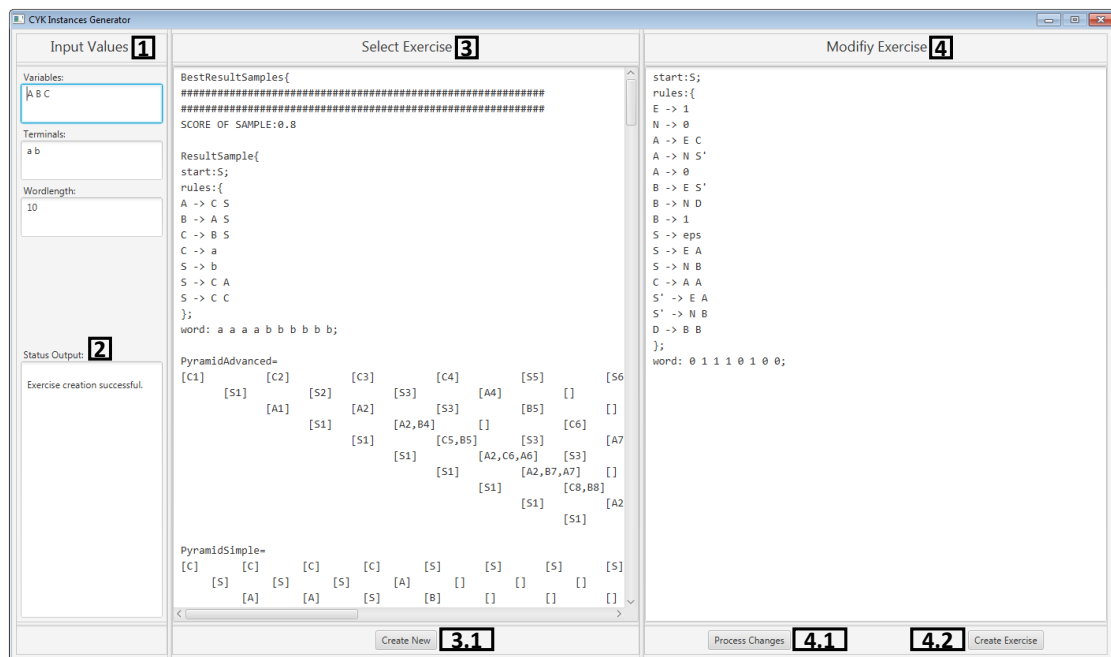 CYK Instances Generator
Input Values 1
Select Exercise 3
Modifiy Exercise 4
Variables:
A B C
Terminals:
a b
Wordlength:
10
Status Output: 2
Exercise creation successful.
BestResultSamples{
############################################################
############################################################
SCORE OF SAMPLE:0.8
ResultSample{
start:S;
rules:{
A -> C S
B -> A S
C -> B S
C -> a
S -> b
S -> C A
S -> C C
};
word: a a a a b b b b b b;
PyramidAdvanced=
[C1] [C2] [C3] [C4] [S5] [S6
[S1] [S2] [S3] [A4] []
[A1] [A2] [S3] [B5] []
[S1] [A2,B4] [] [C6]
[S1] [C5,B5] [S3] [A7
[S1] [A2,C6,A6] [S3]
[S1] [A2,B7,A7] []
[S1] [C8,B8]
[S1] [A2
[S1]
PyramidSimple=
[C] [C] [C] [C] [S] [S] [S] [S]
[S] [S] [S] [A] [] [] []
[A] [A] [S] [B] [] [] []
Create New 3.1
start:S;
rules:{
E -> 1
N -> 0
A -> E C
A -> N S'
A -> 0
B -> E S'
B -> N D
B -> 1
S -> eps
S -> E A
S -> N B
C -> A A
S' -> E A
S' -> N B
D -> B B
};
word: 0 1 1 1 0 1 0 0;
Process Changes 4.1
4.2 Create Exercise